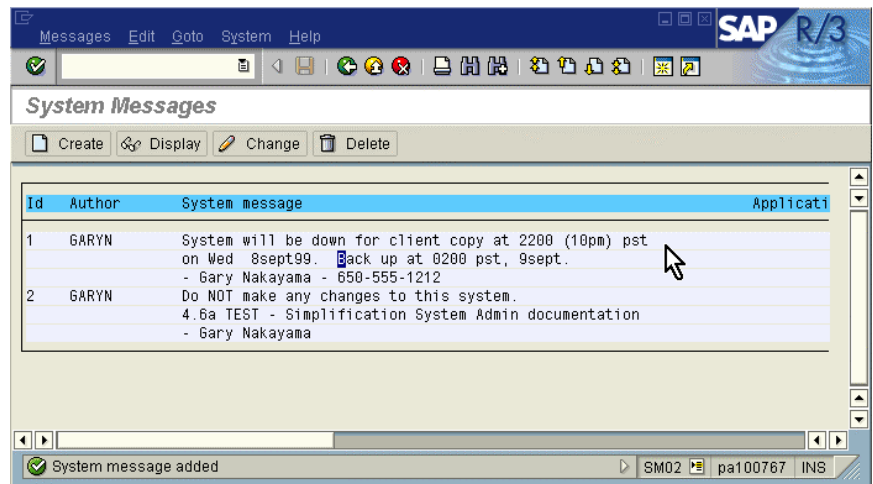 Messages Edit Goto System Help
SAP R/3
System Messages
Create Display Change Delete
Id Author System message Applicati
1 GARYN System will be down for client copy at 2200 (10pm) pst
on Wed 8sept99. Back up at 0200 pst, 9sept.
- Gary Nakayama - 650-555-1212
2 GARYN Do NOT make any changes to this system.
4.6a TEST - Simplification System Admin documentation
- Gary Nakayama
System message added SM02 pa100767 INS